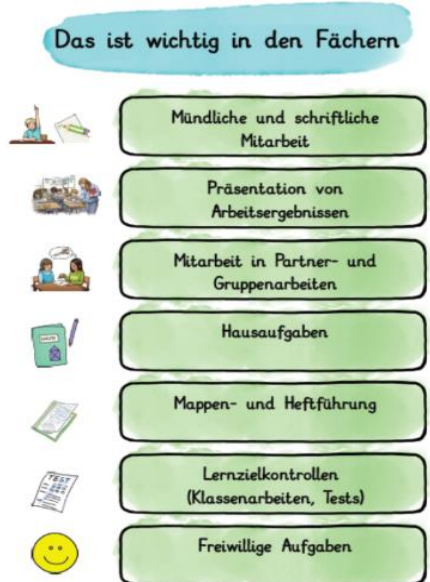 Das ist wichtig in den Fächern
Mündliche und schriftliche
Mitarbeit
Präsentation von
Arbeitsergebnissen
Mitarbeit in Partner- und
Gruppenarbeiten
Hausaufgaben
Mappen- und Heftführung
Lernzielkontrollen
(Klassenarbeiten, Tests)
TEST
Freiwillige Aufgaben